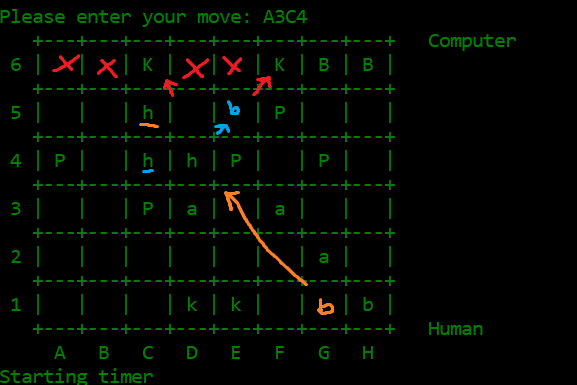 Please enter your move: A3C4
Computer
6 | X | X | K | X | X | K | B | B |
5 | | | h | | b | P | | |
4 | P | | h | h | P | | G | |
3 | | | P | a | | a | | |
2 | | | | | | | a | |
1 | | | | k | k | | b | b |
Human
A B C D E F G H
Starting timer